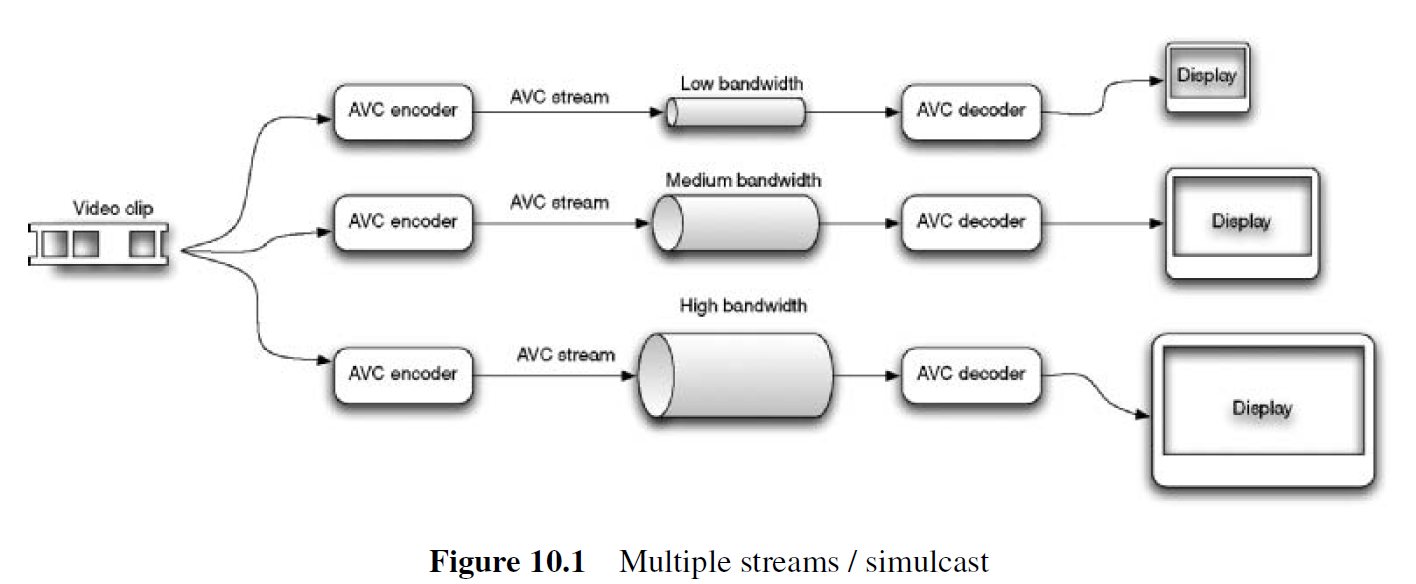 Low bandwidth
AVC encoder
AVC stream
AVC decoder
Display
Video clip
Medium bandwidth
AVC encoder
AVC stream
AVC decoder
Display
High bandwidth
AVC encoder
AVC stream
AVC decoder
Display
Figure 10.1 Multiple streams / simulcast